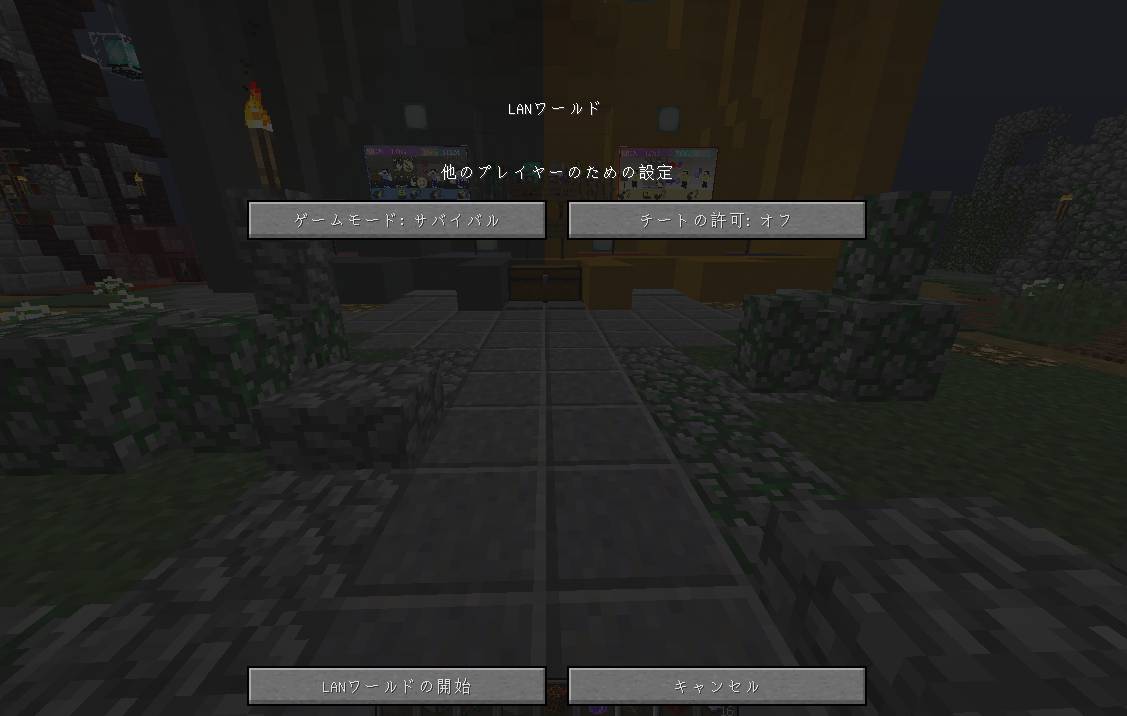 LANワールド
他のプレイヤーのための設定
ゲームモード: サバイバル
チートの許可: オフ
LANワールドの開始
キャンセル
16